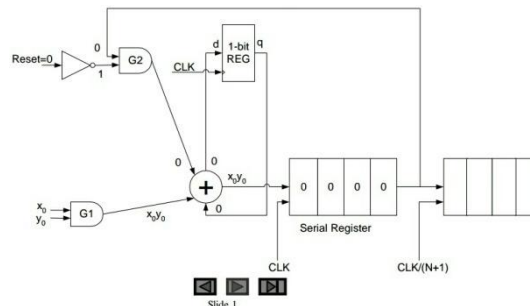 0
d
1-bit
REG
q
Reset=0
G2
CLK
1
0
0
x₀y₀
0 0 0 0
x₀
y₀
G1
x₀y₀
0
Serial Register
CLK
CLK/(N+1)
Slide 1